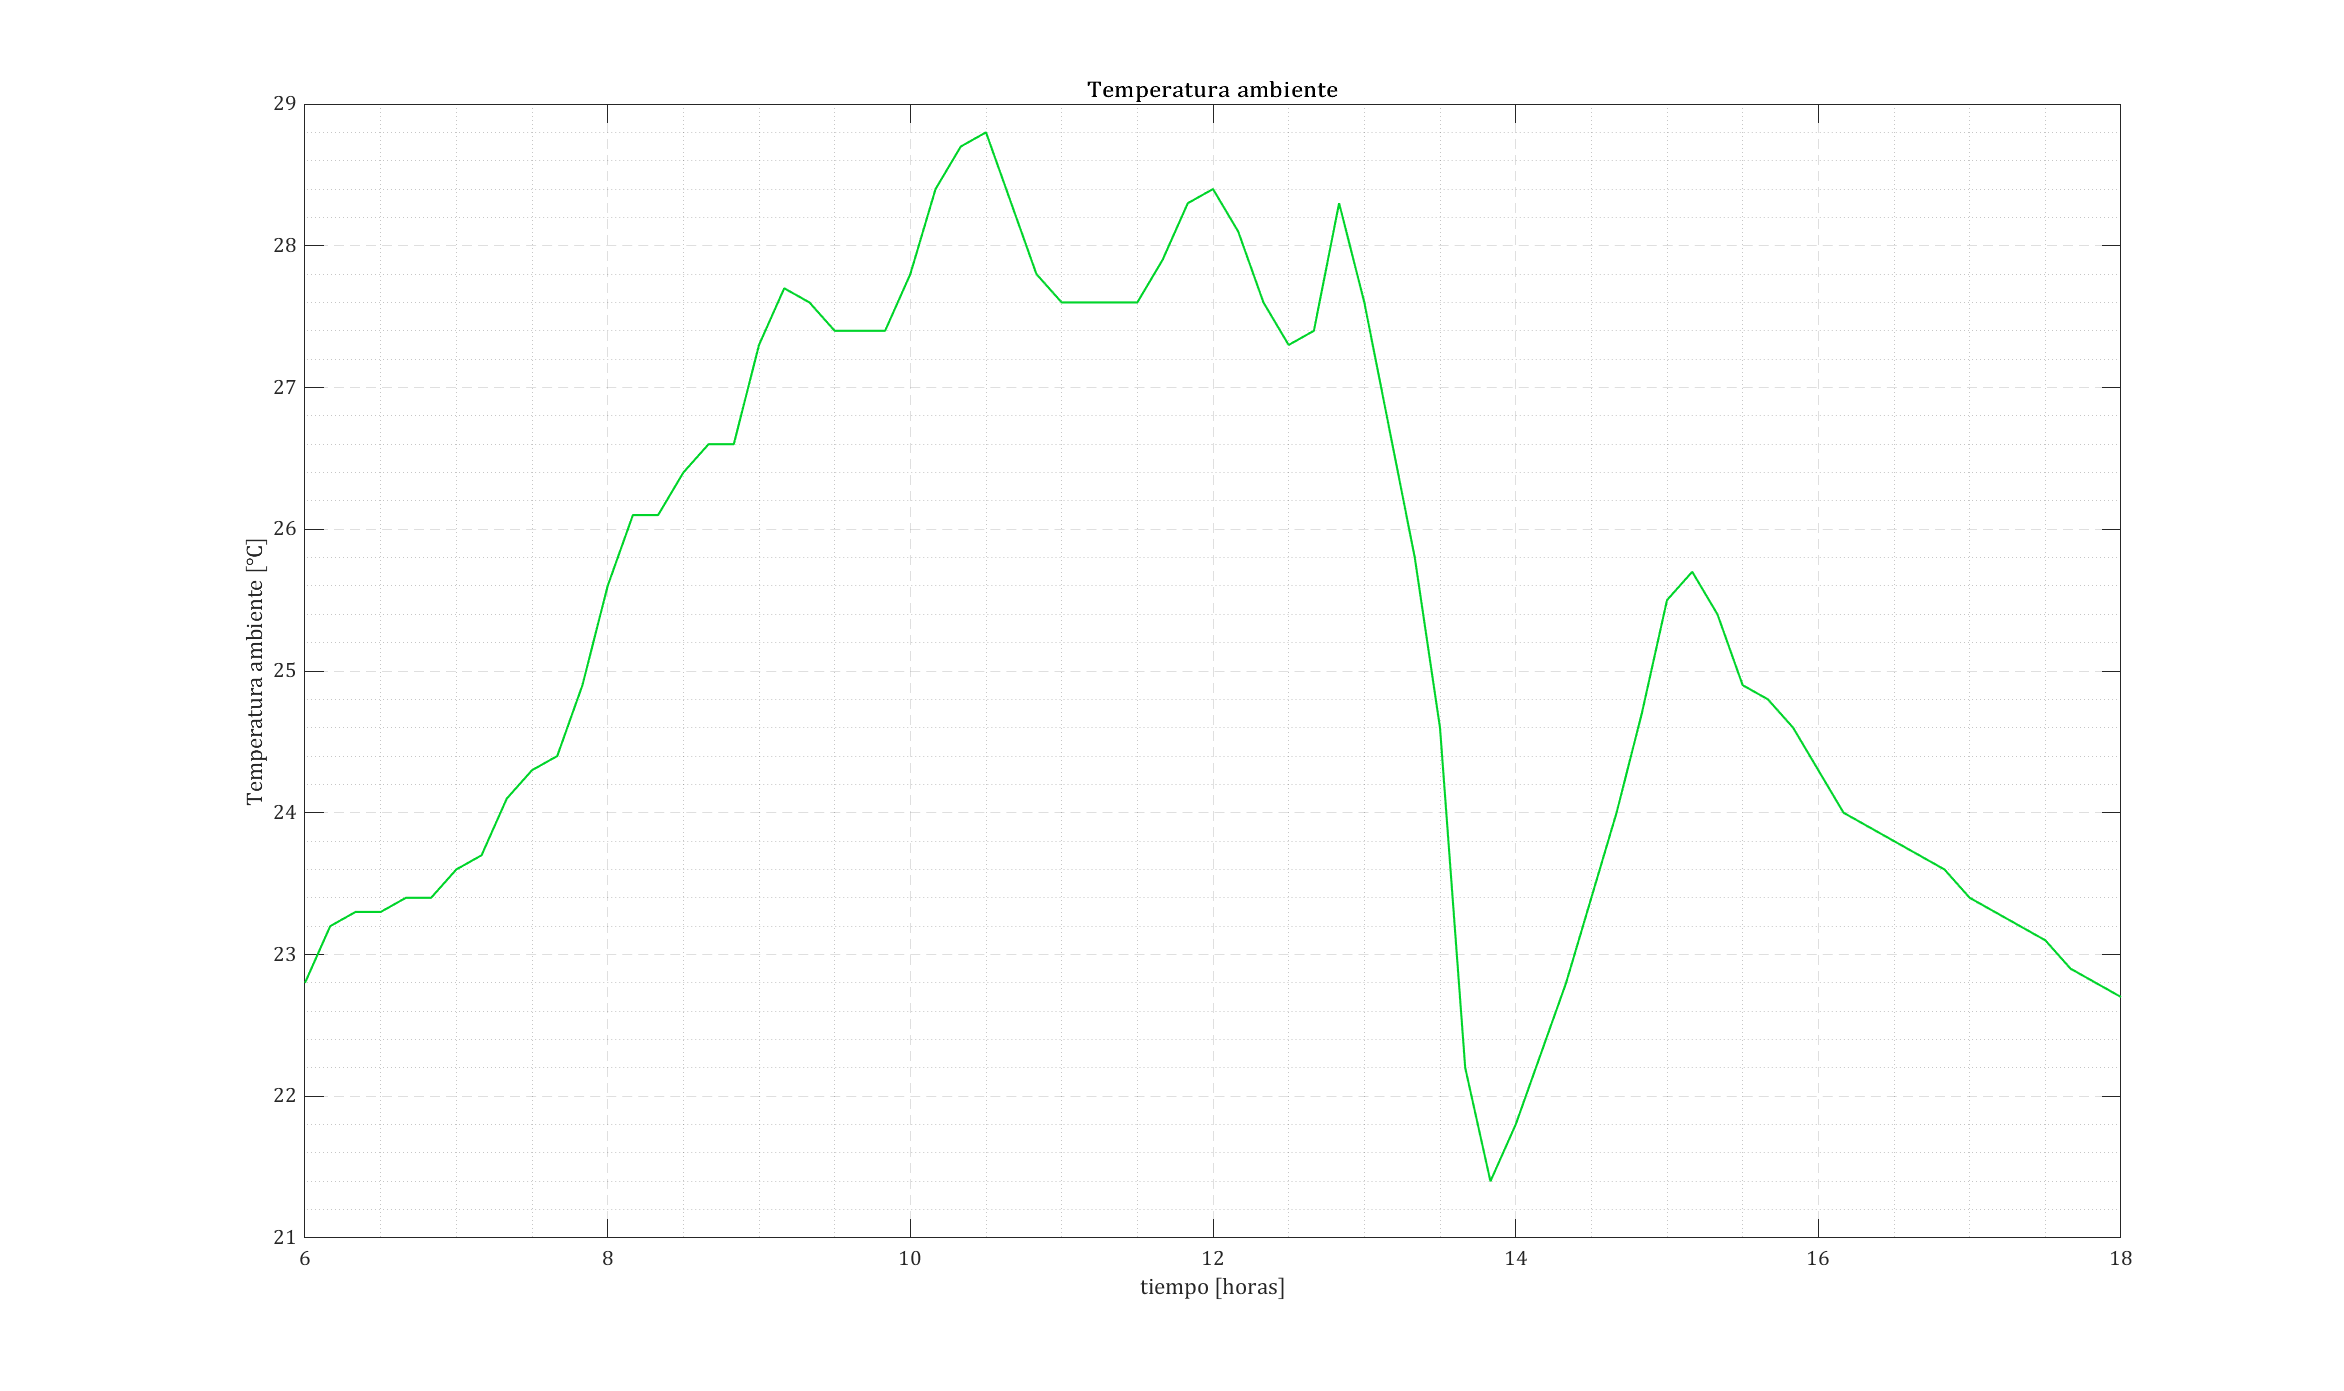 Temperatura ambiente
29
28
27
26
25
24
23
22
21
Temperatura ambiente [°C]
6 8 10 12 14 16 18
tiempo [horas]